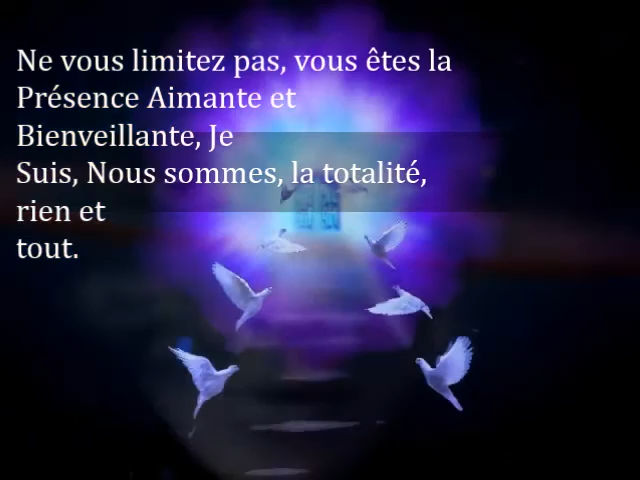 Ne vous limitez pas, vous êtes la
Présence Aimante et
Bienveillante, Je
Suis, Nous sommes, la totalité,
rien et
tout.